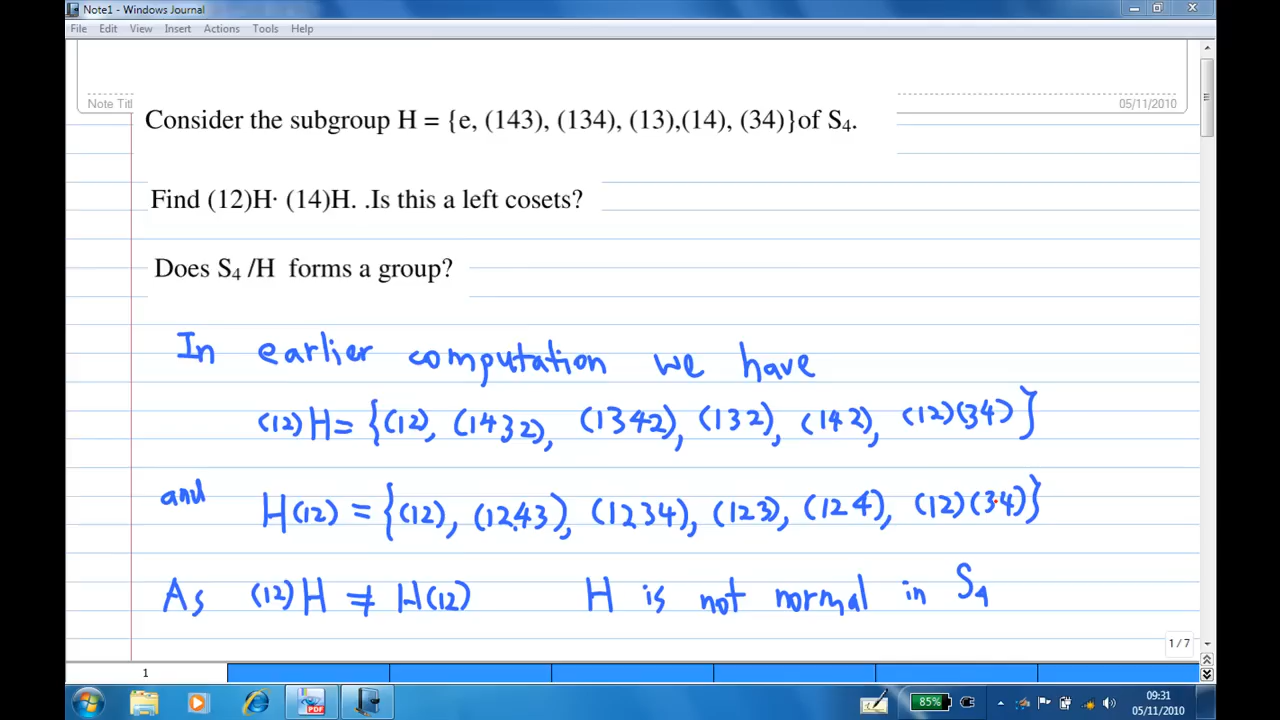 Note1 - Windows Journal
File Edit View Insert Actions Tools Help
Note Titl
05/11/2010
Consider the subgroup H = {e, (143), (134), (13),(14), (34)}of S₄.
Find (12)H· (14)H. .Is this a left cosets?
Does S₄ /H forms a group?
In earlier computation we have
(12)H = {(12), (1432), (1342), (132), (142), (12)(34)}
and H(12) = {(12), (1243), (1234), (123), (124), (12)(34)}
As (12)H ≠ H(12) H is not normal in S₄
1 / 7
1
85%
09:31
05/11/2010